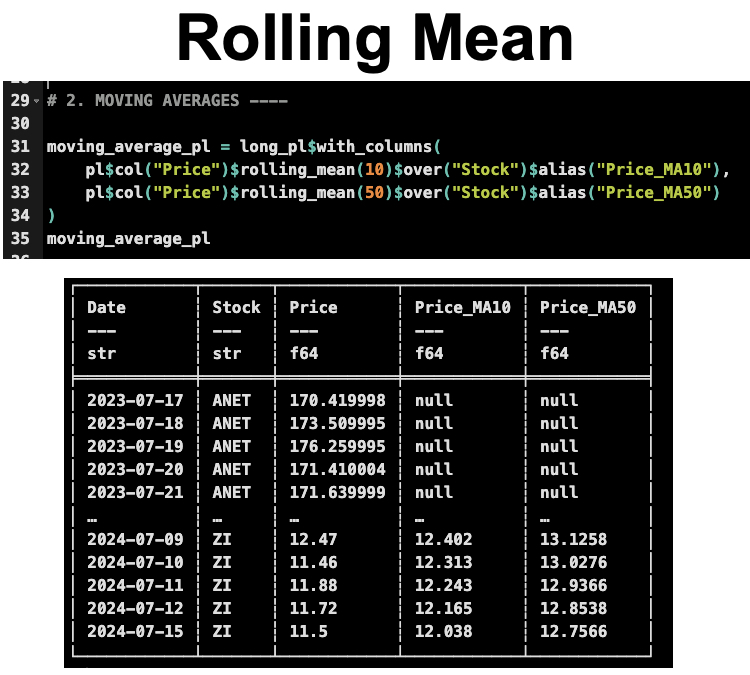 Rolling Mean
29 # 2. MOVING AVERAGES ----
30
31 moving_average_pl = long_pl$with_columns(
32 pl$col("Price")$rolling_mean(10)$over("Stock")$alias("Price_MA10"),
33 pl$col("Price")$rolling_mean(50)$over("Stock")$alias("Price_MA50")
34 )
35 moving_average_pl
Date Stock Price Price_MA10 Price_MA50
--- --- --- --- ---
str str f64 f64 f64
2023-07-17 ANET 170.419998 null null
2023-07-18 ANET 173.509995 null null
2023-07-19 ANET 176.259995 null null
2023-07-20 ANET 171.410004 null null
2023-07-21 ANET 171.639999 null null
… … … … …
2024-07-09 ZI 12.47 12.402 13.1258
2024-07-10 ZI 11.46 12.313 13.0276
2024-07-11 ZI 11.88 12.243 12.9366
2024-07-12 ZI 11.72 12.165 12.8538
2024-07-15 ZI 11.5 12.038 12.7566